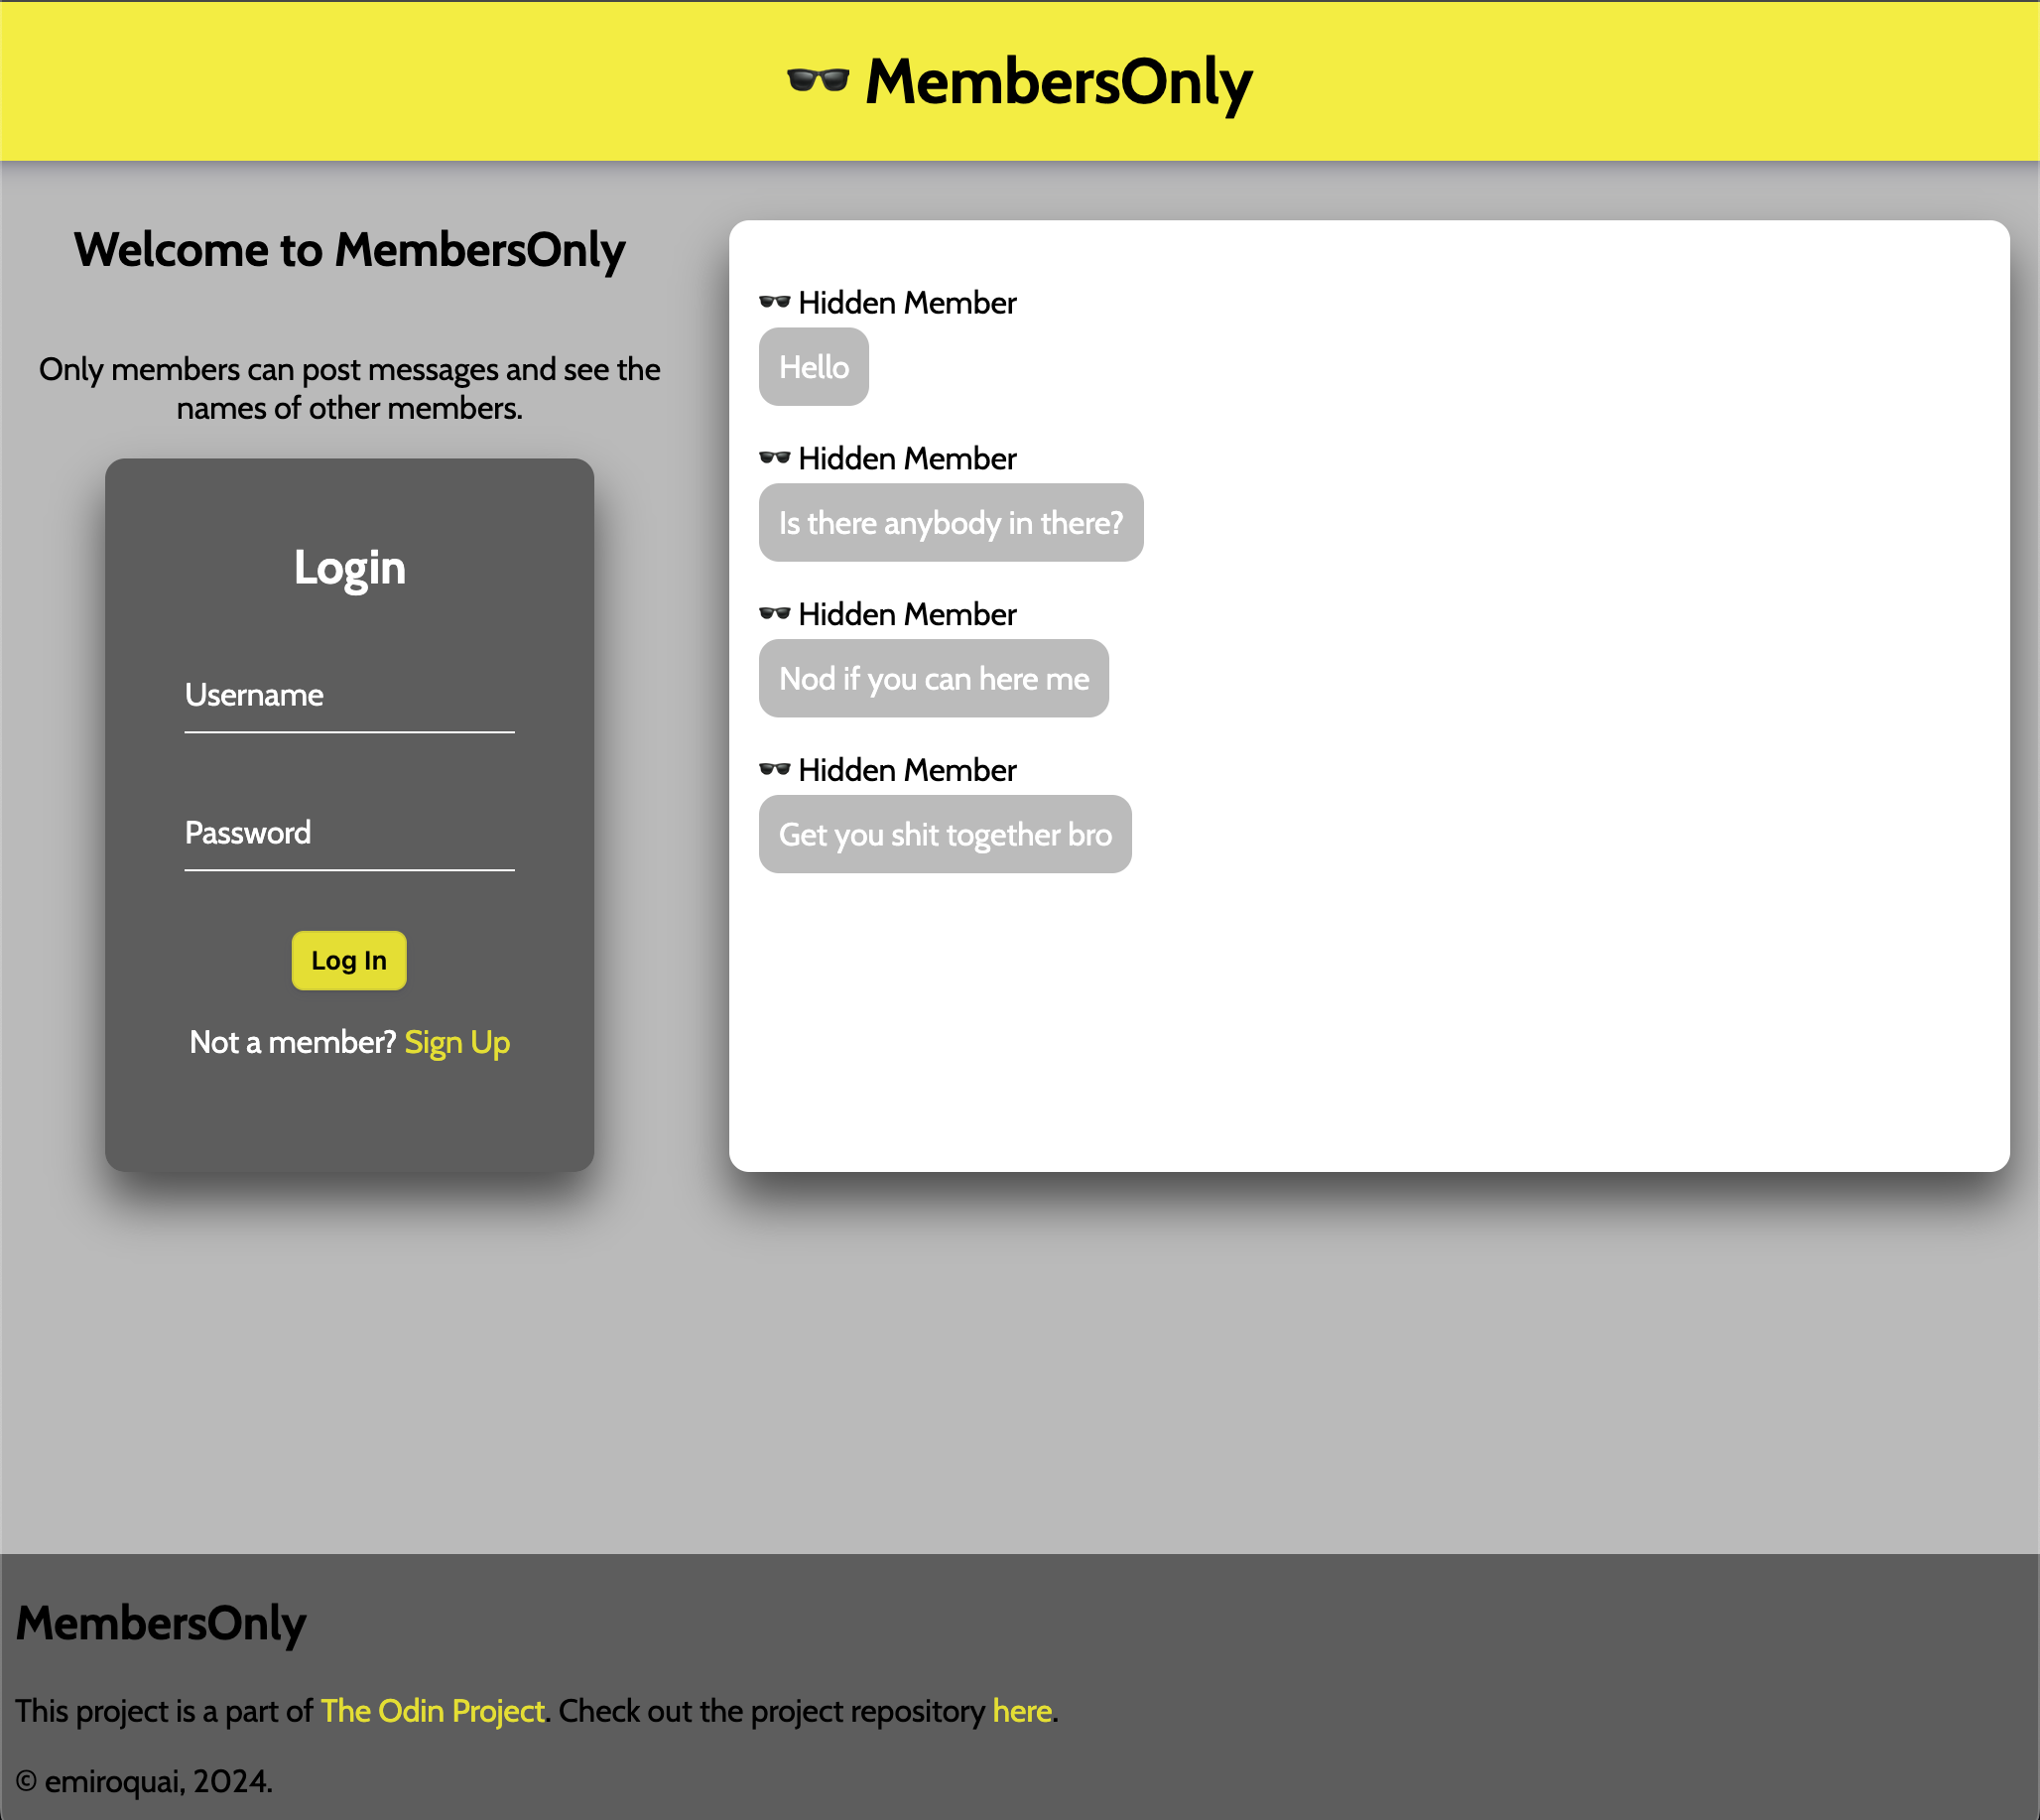 🕶️ MembersOnly
Welcome to MembersOnly
Only members can post messages and see the
names of other members.
Login
Username
Password
Log In
Not a member? Sign Up
🕶️ Hidden Member
Hello
🕶️ Hidden Member
Is there anybody in there?
🕶️ Hidden Member
Nod if you can here me
🕶️ Hidden Member
Get you shit together bro
MembersOnly
This project is a part of The Odin Project. Check out the project repository here.
© emiroquai, 2024.